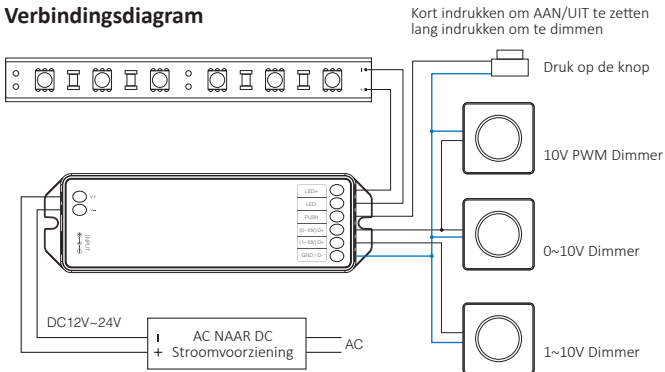 Verbindingsdiagram
Kort indrukken om AAN/UIT te zetten
lang indrukken om te dimmen
Druk op de knop
10V PWM Dimmer
V+
V-
INPUT
LED+
LED-
PUSH
(0~10V)D+
(1~10V)D+
GND / D-
0~10V Dimmer
DC12V~24V
AC NAAR DC
Stroomvoorziening
AC
1~10V Dimmer